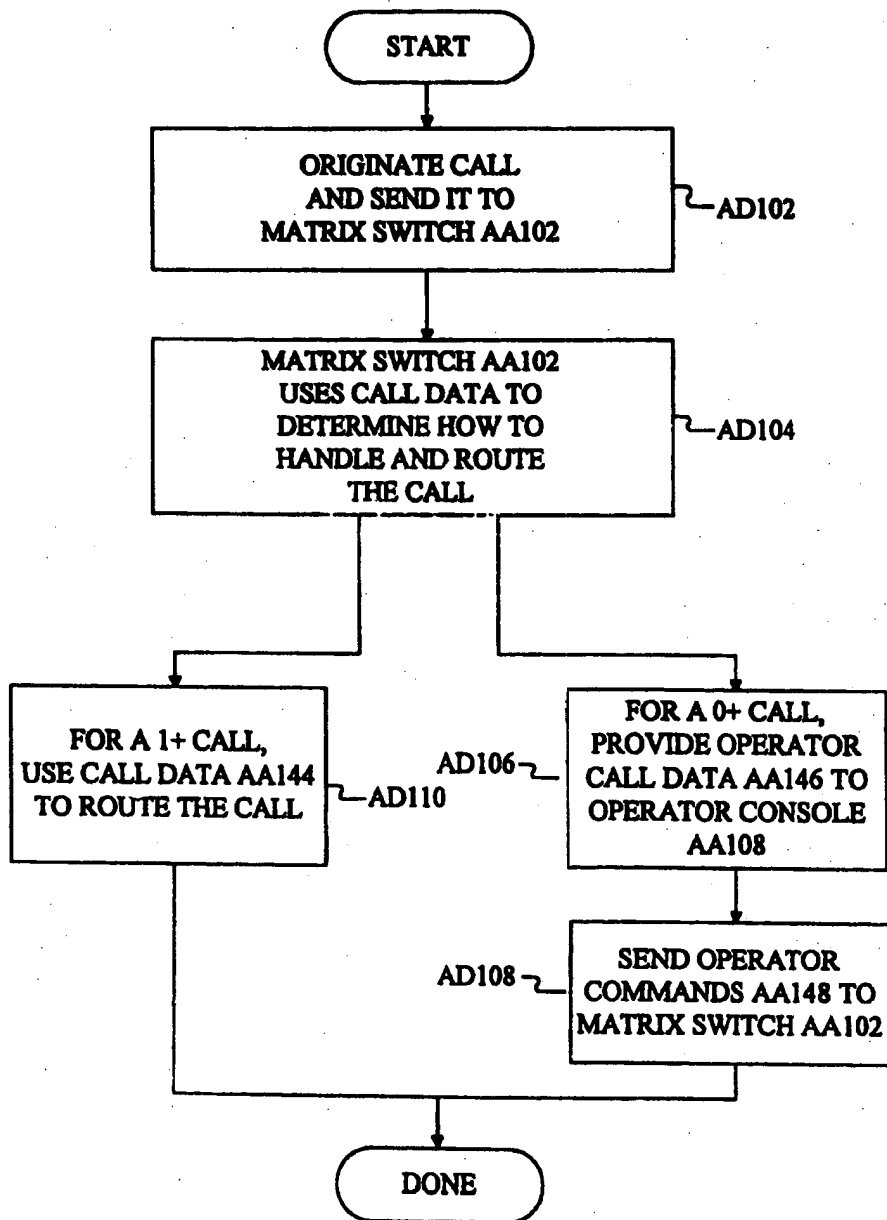 START
ORIGINATE CALL
AND SEND IT TO
MATRIX SWITCH AA102
AD102
MATRIX SWITCH AA102
USES CALL DATA TO
DETERMINE HOW TO
HANDLE AND ROUTE
THE CALL
AD104
FOR A 1+ CALL,
USE CALL DATA AA144
TO ROUTE THE CALL
AD110
FOR A 0+ CALL,
PROVIDE OPERATOR
CALL DATA AA146 TO
OPERATOR CONSOLE
AA108
AD106
SEND OPERATOR
COMMANDS AA148 TO
MATRIX SWITCH AA102
AD108
DONE